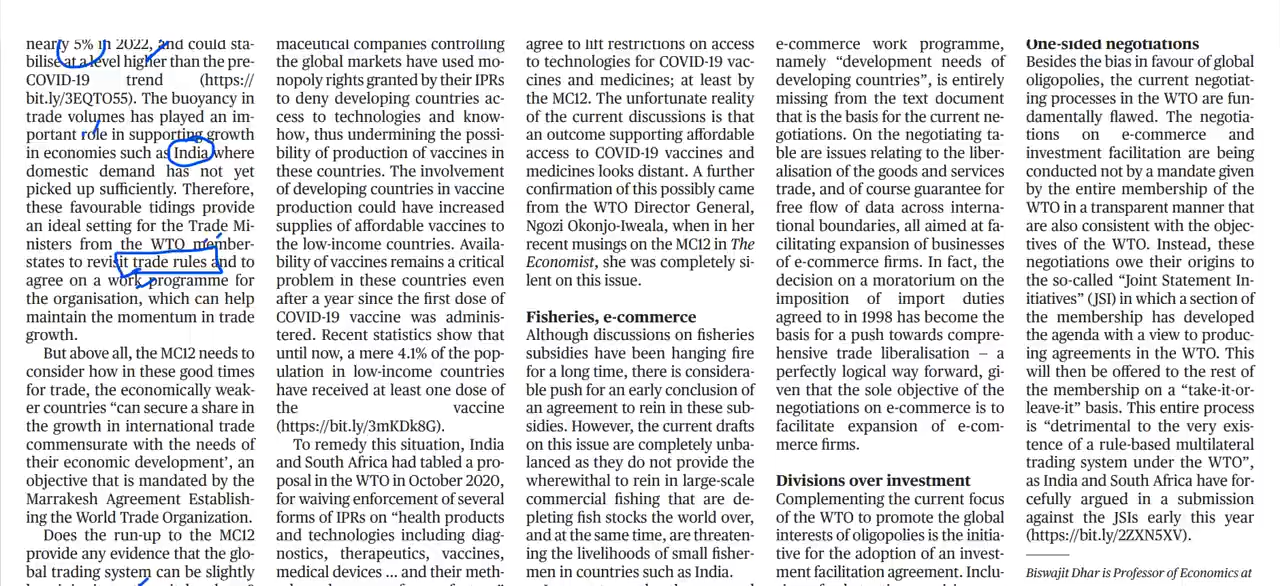 nearly 5% in 2022, and could sta-
bilise at a level higher than the pre-
COVID-19 trend (https://
bit.ly/3EQTO55). The buoyancy in
trade volumes has played an im-
portant role in supporting growth
in economies such as India where
domestic demand has not yet
picked up sufficiently. Therefore,
these favourable tidings provide
an ideal setting for the Trade Mi-
nisters from the WTO member-
states to revisit trade rules and to
agree on a work programme for
the organisation, which can help
maintain the momentum in trade
growth.
But above all, the MC12 needs to
consider how in these good times
for trade, the economically weak-
er countries “can secure a share in
the growth in international trade
commensurate with the needs of
their economic development’, an
objective that is mandated by the
Marrakesh Agreement Establish-
ing the World Trade Organization.
Does the run-up to the MC12
provide any evidence that the glo-
bal trading system can be slightly
maceutical companies controlling
the global markets have used mo-
nopoly rights granted by their IPRs
to deny developing countries ac-
cess to technologies and know-
how, thus undermining the possi-
bility of production of vaccines in
these countries. The involvement
of developing countries in vaccine
production could have increased
supplies of affordable vaccines to
the low-income countries. Availa-
bility of vaccines remains a critical
problem in these countries even
after a year since the first dose of
COVID-19 vaccine was adminis-
tered. Recent statistics show that
until now, a mere 4.1% of the pop-
ulation in low-income countries
have received at least one dose of
the vaccine
(https://bit.ly/3mKDk8G).
To remedy this situation, India
and South Africa had tabled a pro-
posal in the WTO in October 2020,
for waiving enforcement of several
forms of IPRs on “health products
and technologies including diag-
nostics, therapeutics, vaccines,
medical devices ... and their meth-
agree to lift restrictions on access
to technologies for COVID-19 vac-
cines and medicines; at least by
the MC12. The unfortunate reality
of the current discussions is that
an outcome supporting affordable
access to COVID-19 vaccines and
medicines looks distant. A further
confirmation of this possibly came
from the WTO Director General,
Ngozi Okonjo-Iweala, when in her
recent musings on the MC12 in The
Economist, she was completely si-
lent on this issue.
Fisheries, e-commerce
Although discussions on fisheries
subsidies have been hanging fire
for a long time, there is considera-
ble push for an early conclusion of
an agreement to rein in these sub-
sidies. However, the current drafts
on this issue are completely unba-
lanced as they do not provide the
wherewithal to rein in large-scale
commercial fishing that are de-
pleting fish stocks the world over,
and at the same time, are threaten-
ing the livelihoods of small fisher-
men in countries such as India.
e-commerce work programme,
namely “development needs of
developing countries”, is entirely
missing from the text document
that is the basis for the current ne-
gotiations. On the negotiating ta-
ble are issues relating to the liber-
alisation of the goods and services
trade, and of course guarantee for
free flow of data across interna-
tional boundaries, all aimed at fa-
cilitating expansion of businesses
of e-commerce firms. In fact, the
decision on a moratorium on the
imposition of import duties
agreed to in 1998 has become the
basis for a push towards compre-
hensive trade liberalisation – a
perfectly logical way forward, gi-
ven that the sole objective of the
negotiations on e-commerce is to
facilitate expansion of e-com-
merce firms.
Divisions over investment
Complementing the current focus
of the WTO to promote the global
interests of oligopolies is the initia-
tive for the adoption of an invest-
ment facilitation agreement. Inclu-
One-sided negotiations
Besides the bias in favour of global
oligopolies, the current negotiat-
ing processes in the WTO are fun-
damentally flawed. The negotia-
tions on e-commerce and
investment facilitation are being
conducted not by a mandate given
by the entire membership of the
WTO in a transparent manner that
are also consistent with the objec-
tives of the WTO. Instead, these
negotiations owe their origins to
the so-called “Joint Statement In-
itiatives” (JSI) in which a section of
the membership has developed
the agenda with a view to produc-
ing agreements in the WTO. This
will then be offered to the rest of
the membership on a “take-it-or-
leave-it” basis. This entire process
is “detrimental to the very exis-
tence of a rule-based multilateral
trading system under the WTO”,
as India and South Africa have for-
cefully argued in a submission
against the JSIs early this year
(https://bit.ly/2ZXN5XV).
Biswajit Dhar is Professor of Economics at